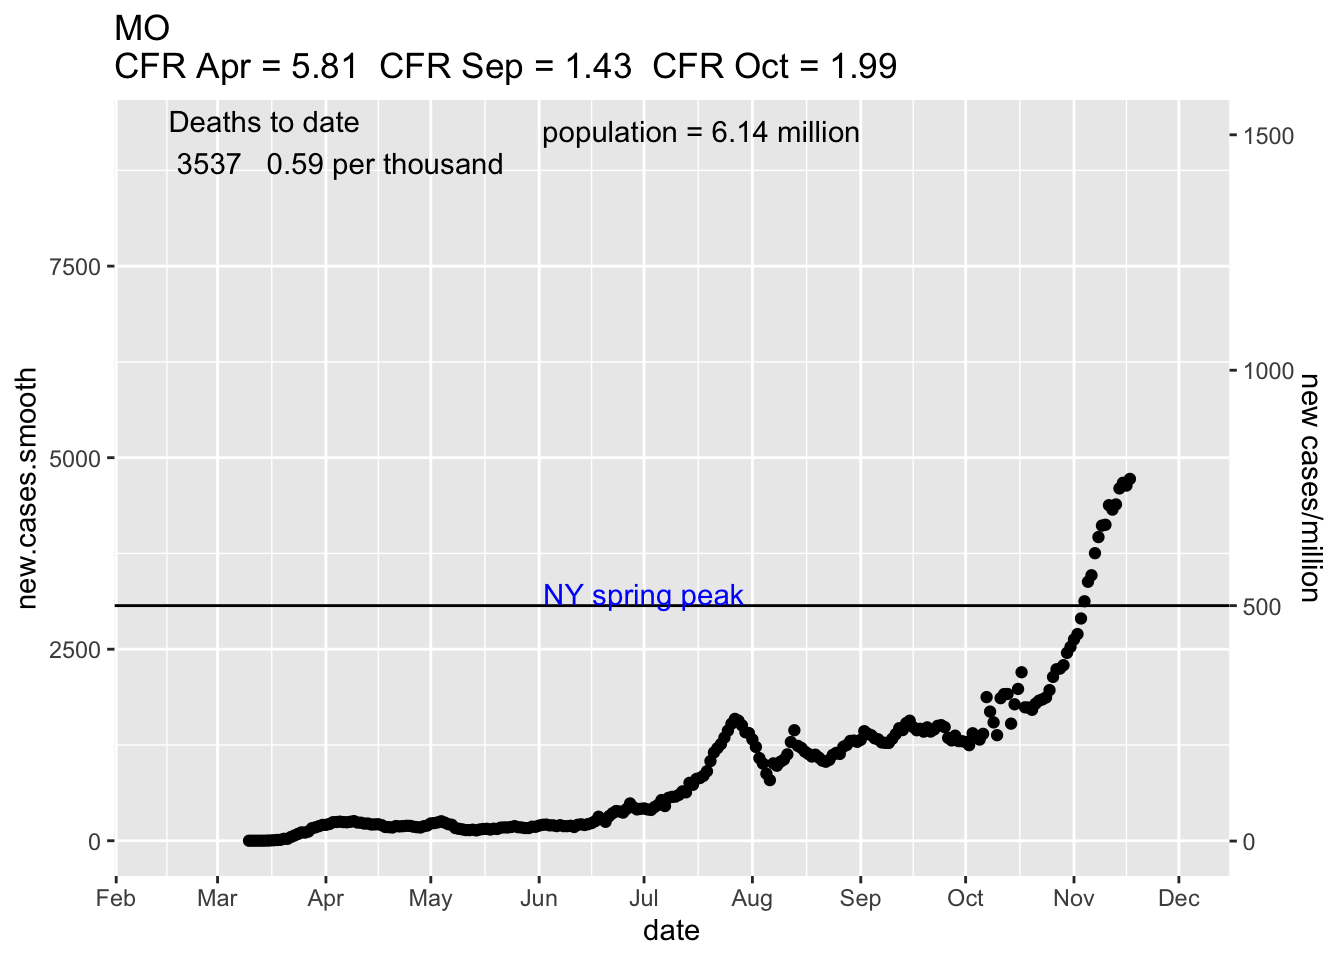 MO
CFR Apr = 5.81  CFR Sep = 1.43  CFR Oct = 1.99
Deaths to date
3537   0.59 per thousand
population = 6.14 million
1500
1000
500
0
new cases/million
7500
5000
2500
0
new.cases.smooth
NY spring peak
Feb Mar Apr May Jun Jul Aug Sep Oct Nov Dec
date